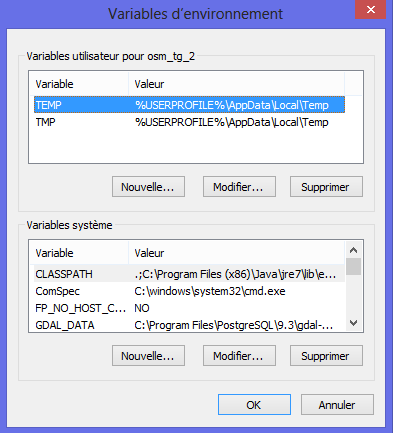 Variables d'environnement
Variables utilisateur pour osm_tg_2
Variable Valeur
TEMP %USERPROFILE%\AppData\Local\Temp
TMP %USERPROFILE%\AppData\Local\Temp
Nouvelle... Modifier... Supprimer
Variables système
Variable Valeur
CLASSPATH .;C:\Program Files (x86)\Java\jre7\lib\e...
ComSpec C:\windows\system32\cmd.exe
FP_NO_HOST_C... NO
GDAL_DATA C:\Program Files\PostgreSQL\9.3\gdal-...
Nouvelle... Modifier... Supprimer
OK Annuler